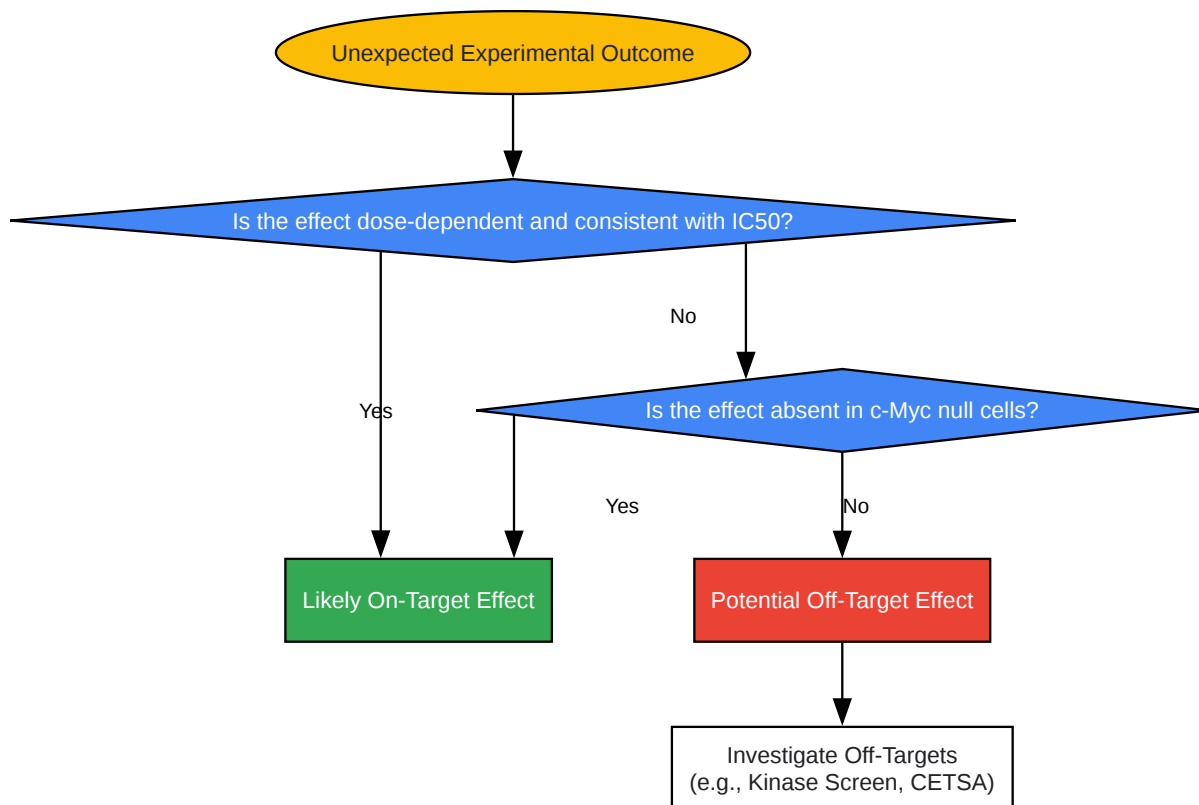 Unexpected Experimental Outcome
Is the effect dose-dependent and consistent with IC50?
No
Yes
Is the effect absent in c-Myc null cells?
Yes
No
Likely On-Target Effect
Potential Off-Target Effect
Investigate Off-Targets
(e.g., Kinase Screen, CETSA)